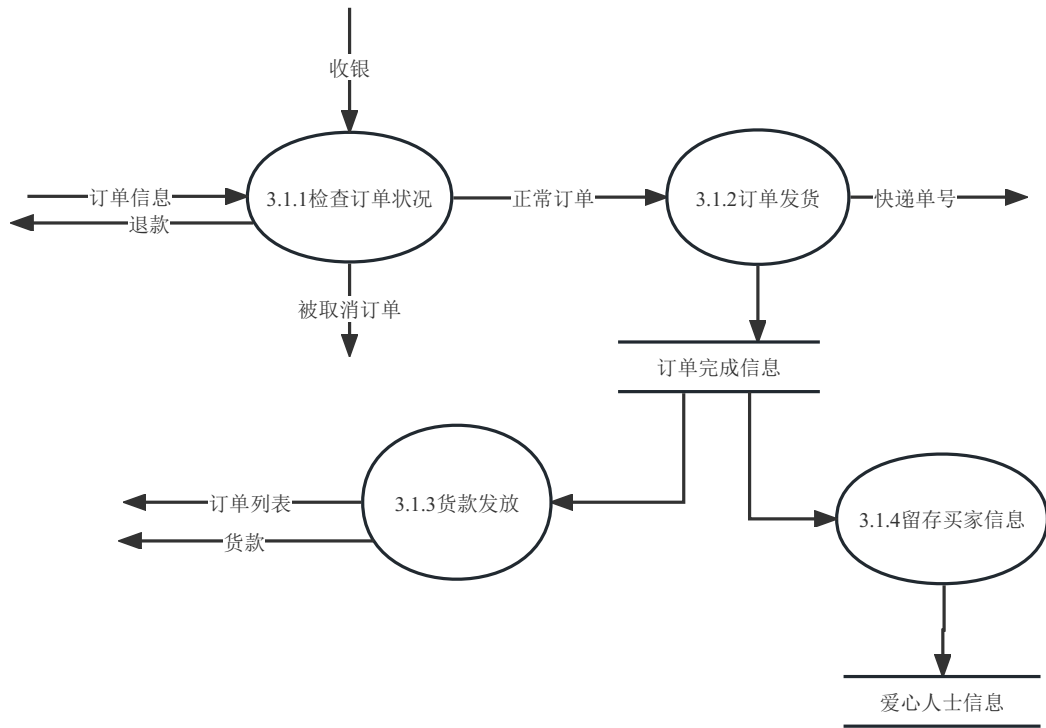 收银
订单信息
3.1.1检查订单状况
正常订单
3.1.2订单发货
快递单号
退款
被取消订单
订单完成信息
订单列表
3.1.3货款发放
3.1.4留存买家信息
货款
爱心人士信息